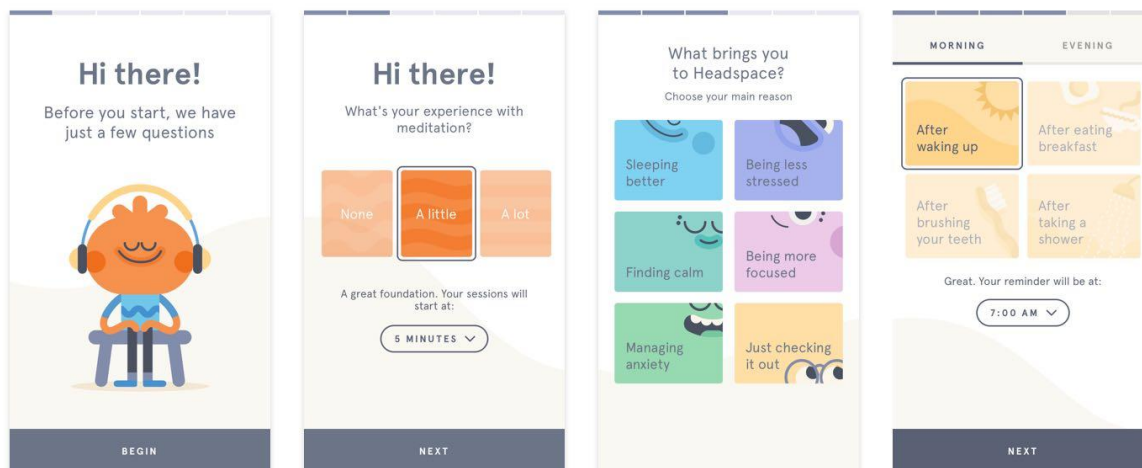 Hi there!
Before you start, we have
just a few questions
BEGIN
Hi there!
What's your experience with
meditation?
None
A little
A lot
A great foundation. Your sessions will
start at:
5 MINUTES
NEXT
What brings you
to Headspace?
Choose your main reason
Sleeping
better
Being less
stressed
Finding calm
Being more
focused
Managing
anxiety
Just checking
it out
MORNING
EVENING
After
waking up
After eating
breakfast
After
brushing
your teeth
After
taking a
shower
Great. Your reminder will be at:
7:00 AM
NEXT